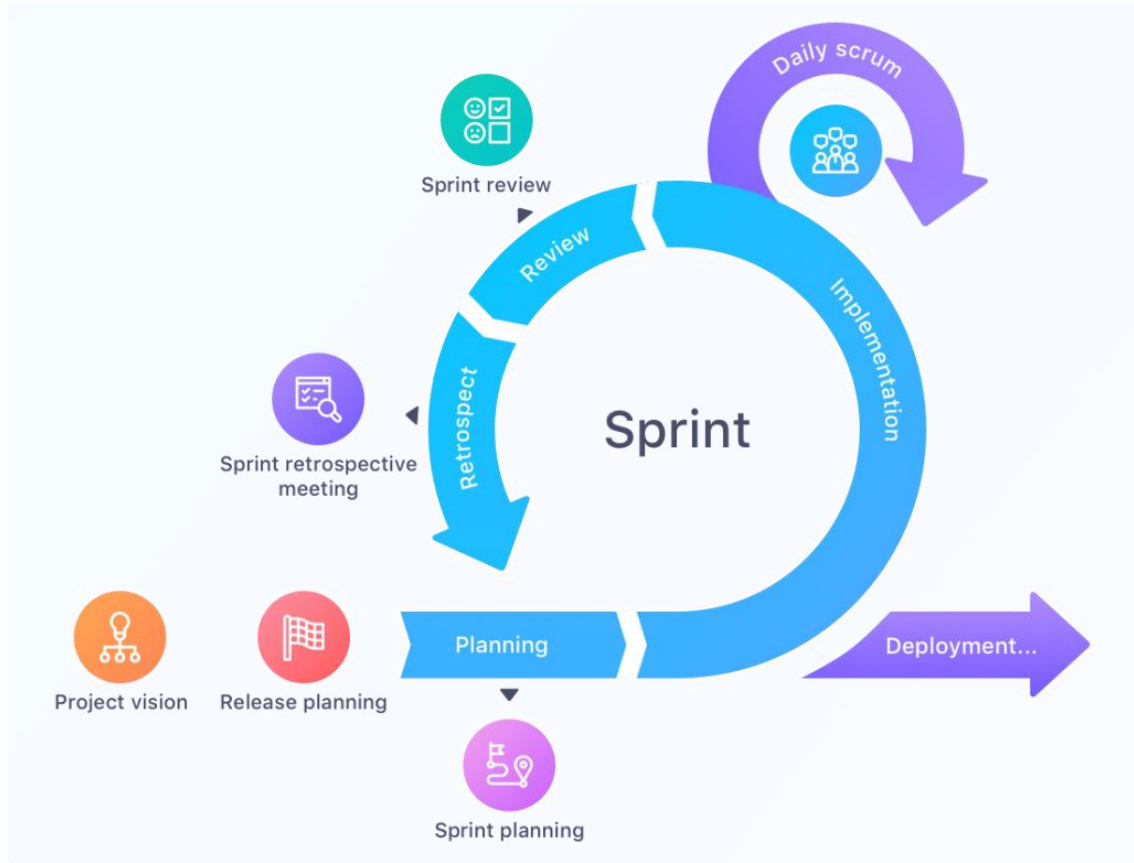 Daily scrum
Sprint review
Review
Implementation
Retrospect
Sprint
Sprint retrospective
meeting
Planning
Deployment...
Project vision
Release planning
Sprint planning